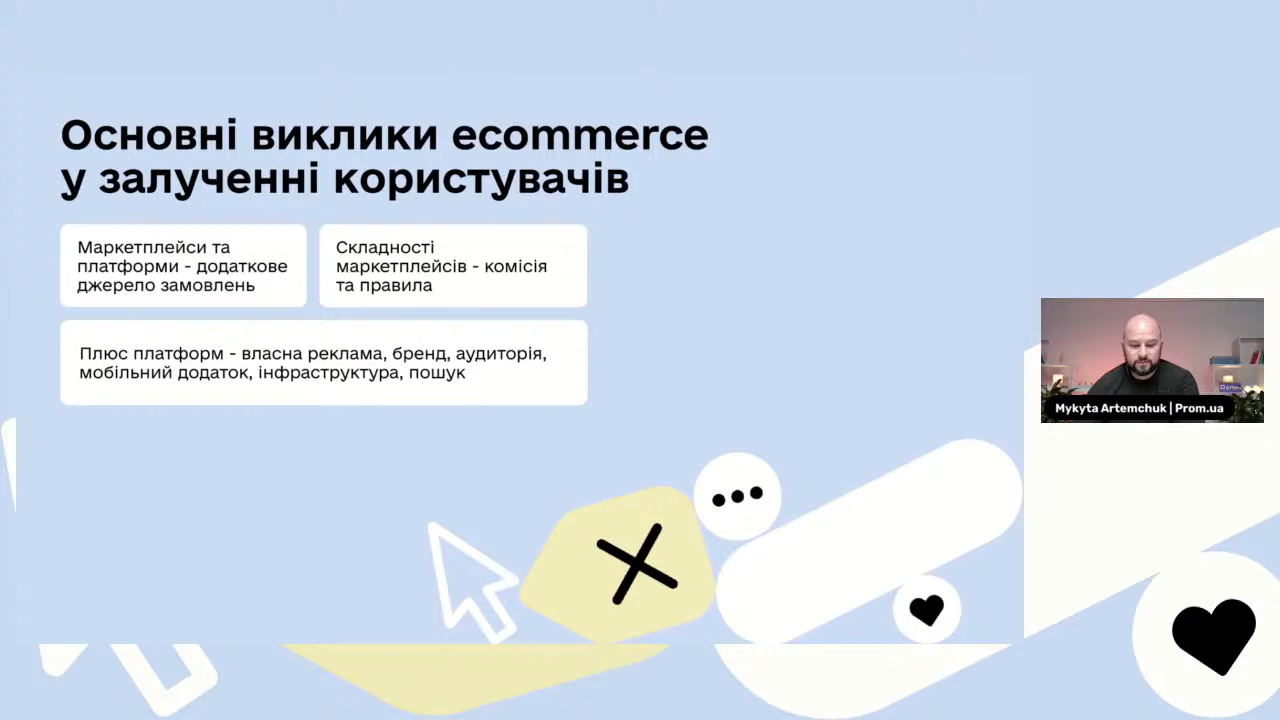 Основні виклики ecommerce
у залученні користувачів
Маркетплейси та
платформи - додаткове
джерело замовлень
Складності
маркетплейсів - комісія
та правила
Плюс платформ - власна реклама, бренд, аудиторія,
мобільний додаток, інфраструктура, пошук
Mykyta Artemchuk | Prom.ua